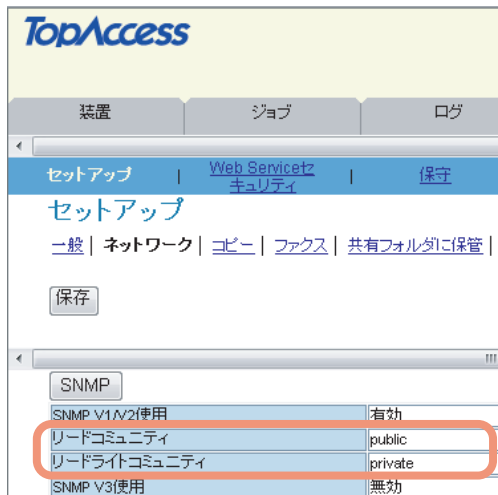 TopAccess
装置 ジョブ ログ
セットアップ | Web Serviceセ | 保守
キュリティ
セットアップ
一般 | ネットワーク | コピー | ファクス | 共有フォルダに保管 |
保存
SNMP
SNMP V1/V2使用 有効
リードコミュニティ public
リードライトコミュニティ private
SNMP V3使用 無効